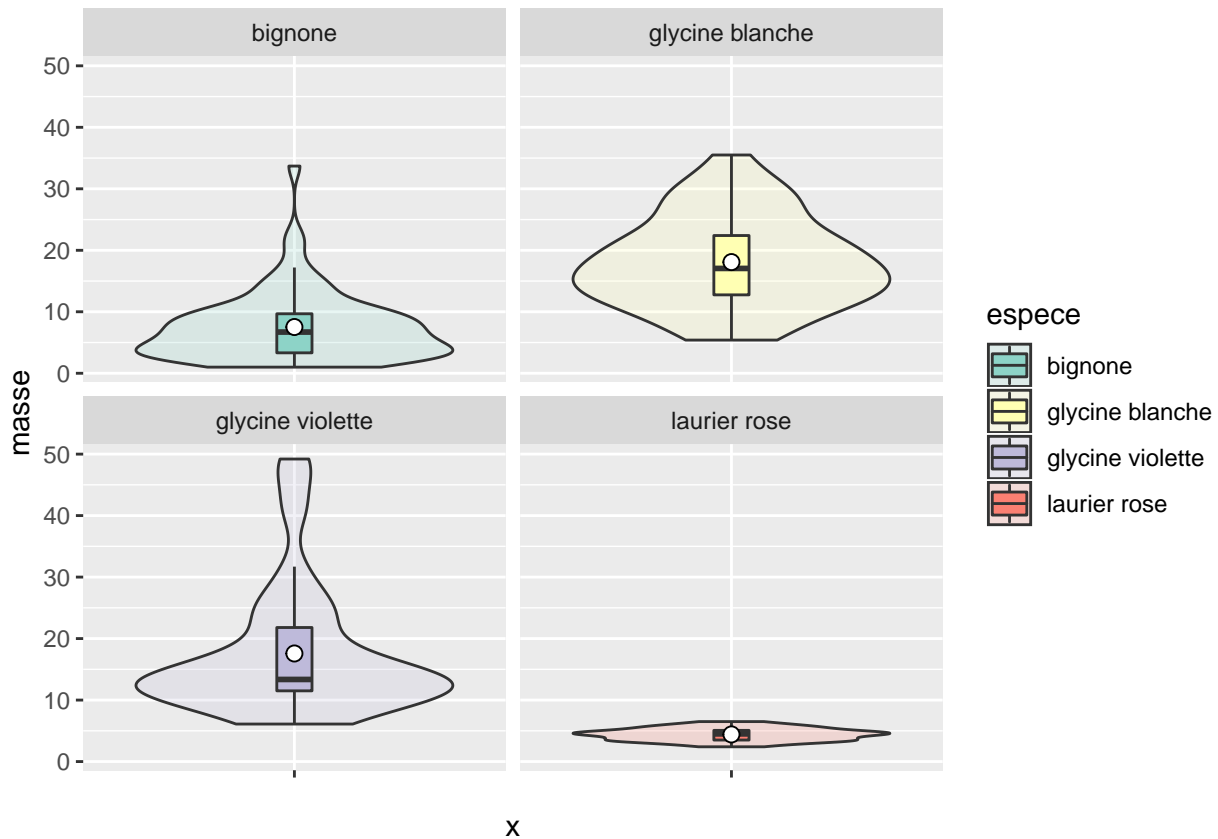 bignone
glycine blanche
50
40
30
20
10
0
glycine violette
laurier rose
50
40
30
20
10
0
masse
x
espece
bignone
glycine blanche
glycine violette
laurier rose